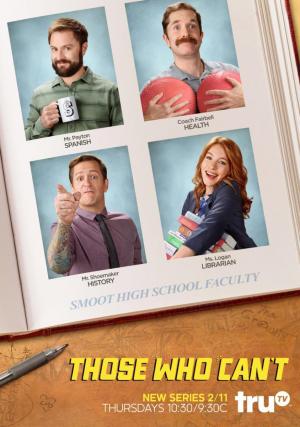 S
Mr. Payton
SPANISH
Coach Fairbell
HEALTH
Mr. Shoemaker
HISTORY
Ms. Logan
LIBRARIAN
SMOOT HIGH SCHOOL FACULTY
THOSE WHO CAN'T
NEW SERIES 2/11
THURSDAYS 10:30/9:30C
truTV